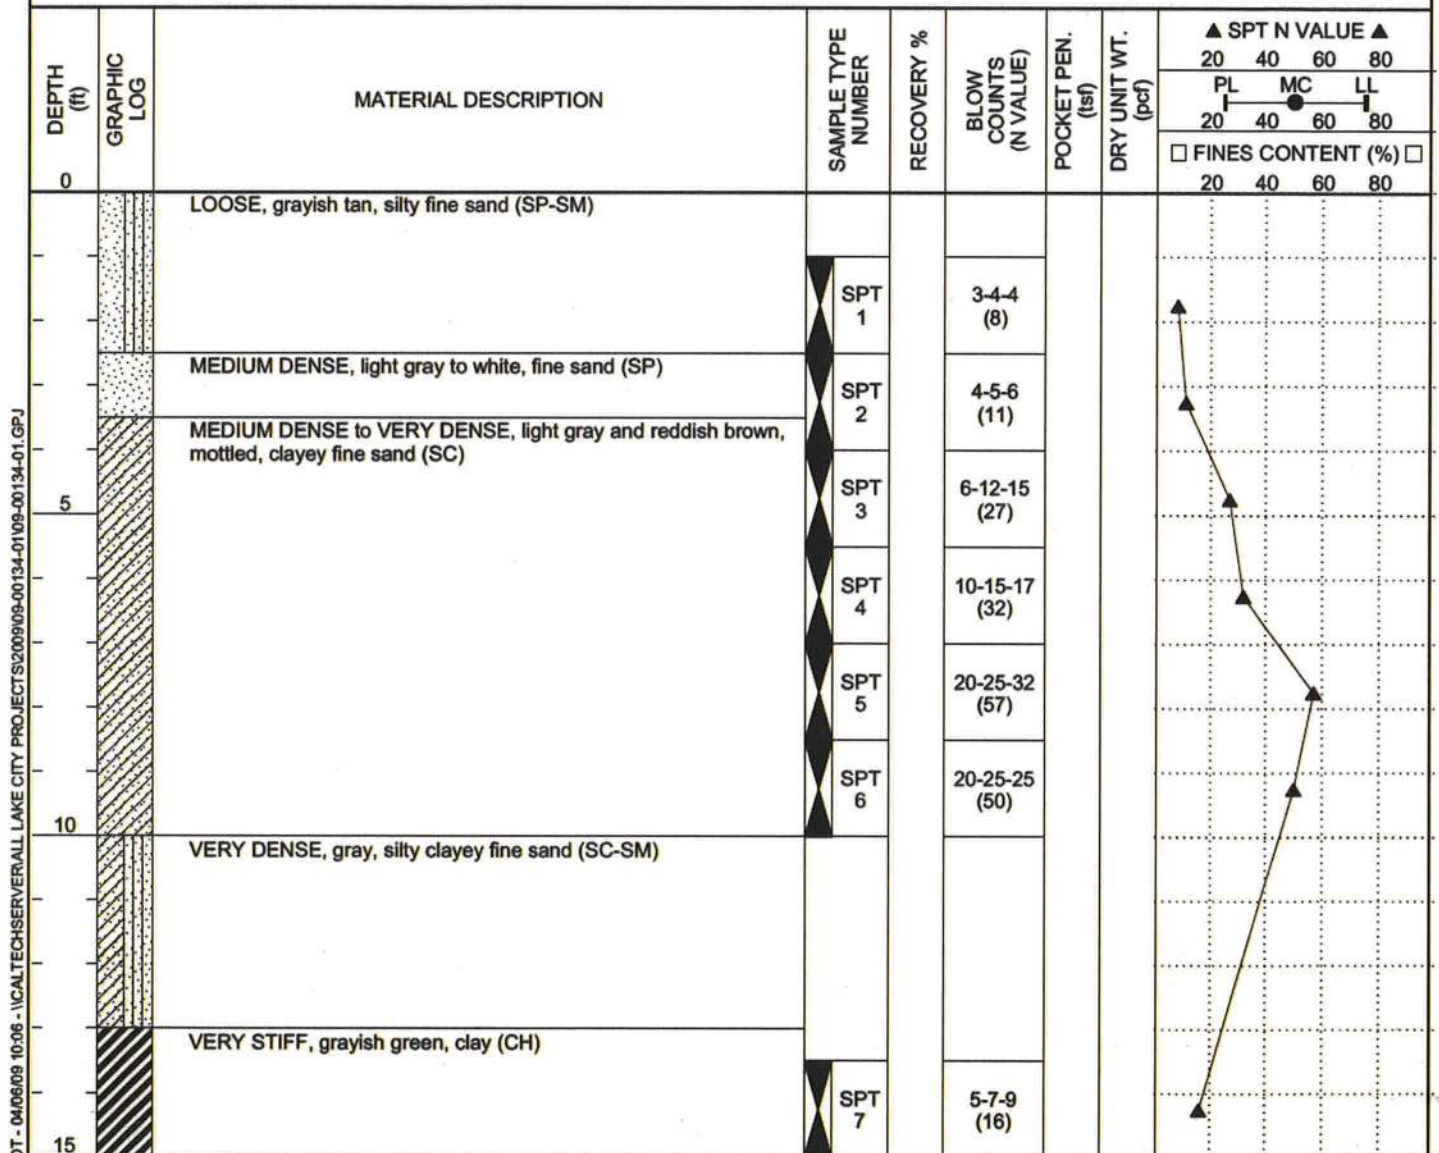 DEPTH
(ft)
GRAPHIC
LOG
MATERIAL DESCRIPTION
SAMPLE TYPE
NUMBER
RECOVERY %
BLOW
COUNTS
(N VALUE)
POCKET PEN.
(tsf)
DRY UNIT WT.
(pcf)
▲ SPT N VALUE ▲
20 40 60 80
PL MC LL
20 40 60 80
□ FINES CONTENT (%) □
20 40 60 80
0
LOOSE, grayish tan, silty fine sand (SP-SM)
SPT
1
3-4-4
(8)
MEDIUM DENSE, light gray to white, fine sand (SP)
SPT
2
4-5-6
(11)
MEDIUM DENSE to VERY DENSE, light gray and reddish brown,
mottled, clayey fine sand (SC)
5
SPT
3
6-12-15
(27)
SPT
4
10-15-17
(32)
SPT
5
20-25-32
(57)
SPT
6
20-25-25
(50)
10
VERY DENSE, gray, silty clayey fine sand (SC-SM)
VERY STIFF, grayish green, clay (CH)
SPT
7
5-7-9
(16)
15
DT - 04/06/09 10:06 - \\CALTECHSERVER\ALL LAKE CITY PROJECTS\2009\09-00134-01\09-00134-01.GPJ